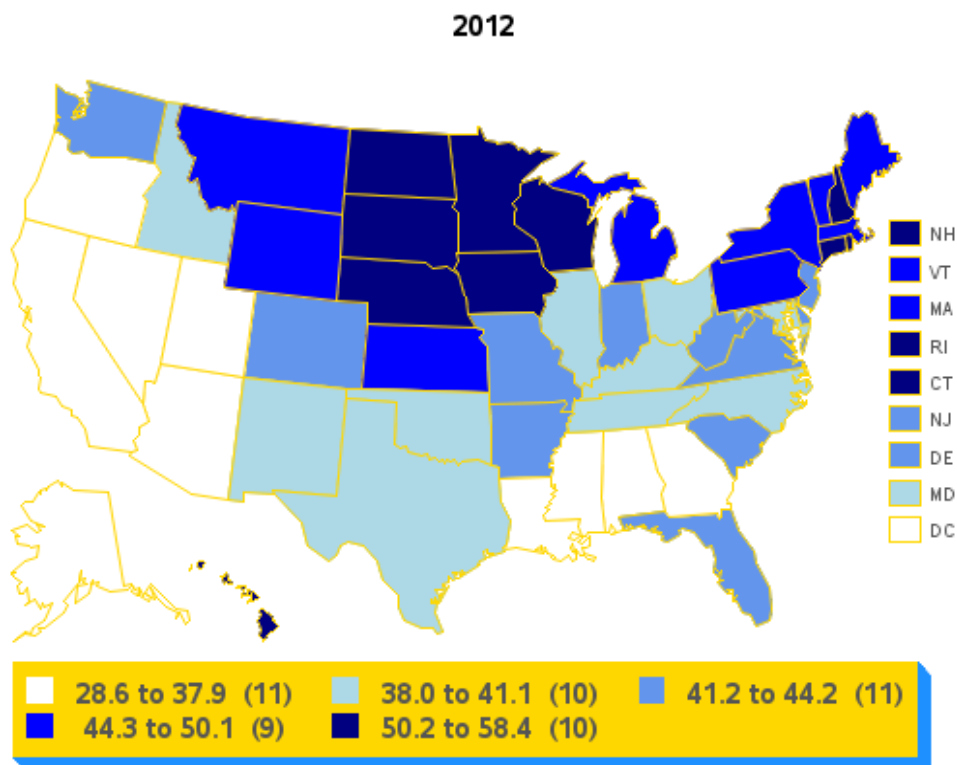 2012
NH
VT
MA
RI
CT
NJ
DE
MD
DC
28.6 to 37.9 (11) 38.0 to 41.1 (10) 41.2 to 44.2 (11)
44.3 to 50.1 (9) 50.2 to 58.4 (10)